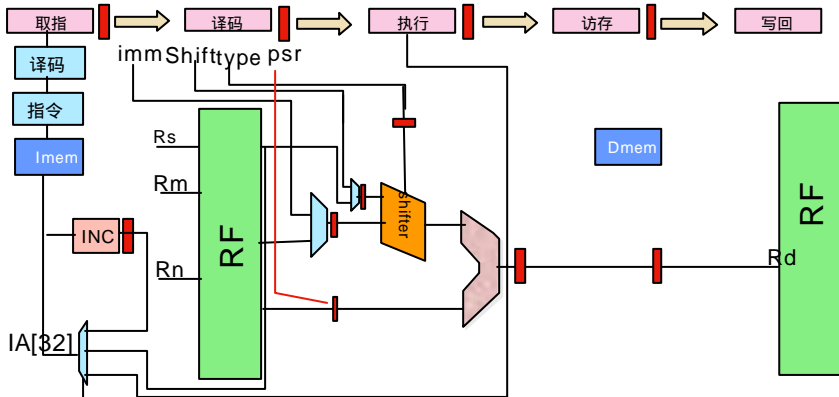 取指
译码
执行
访存
写回
imm Shift type psr
译码
指令
Imem
Rs
Rm
Rn
RF
shifter
Dmem
RF
Rd
INC
IA[32]